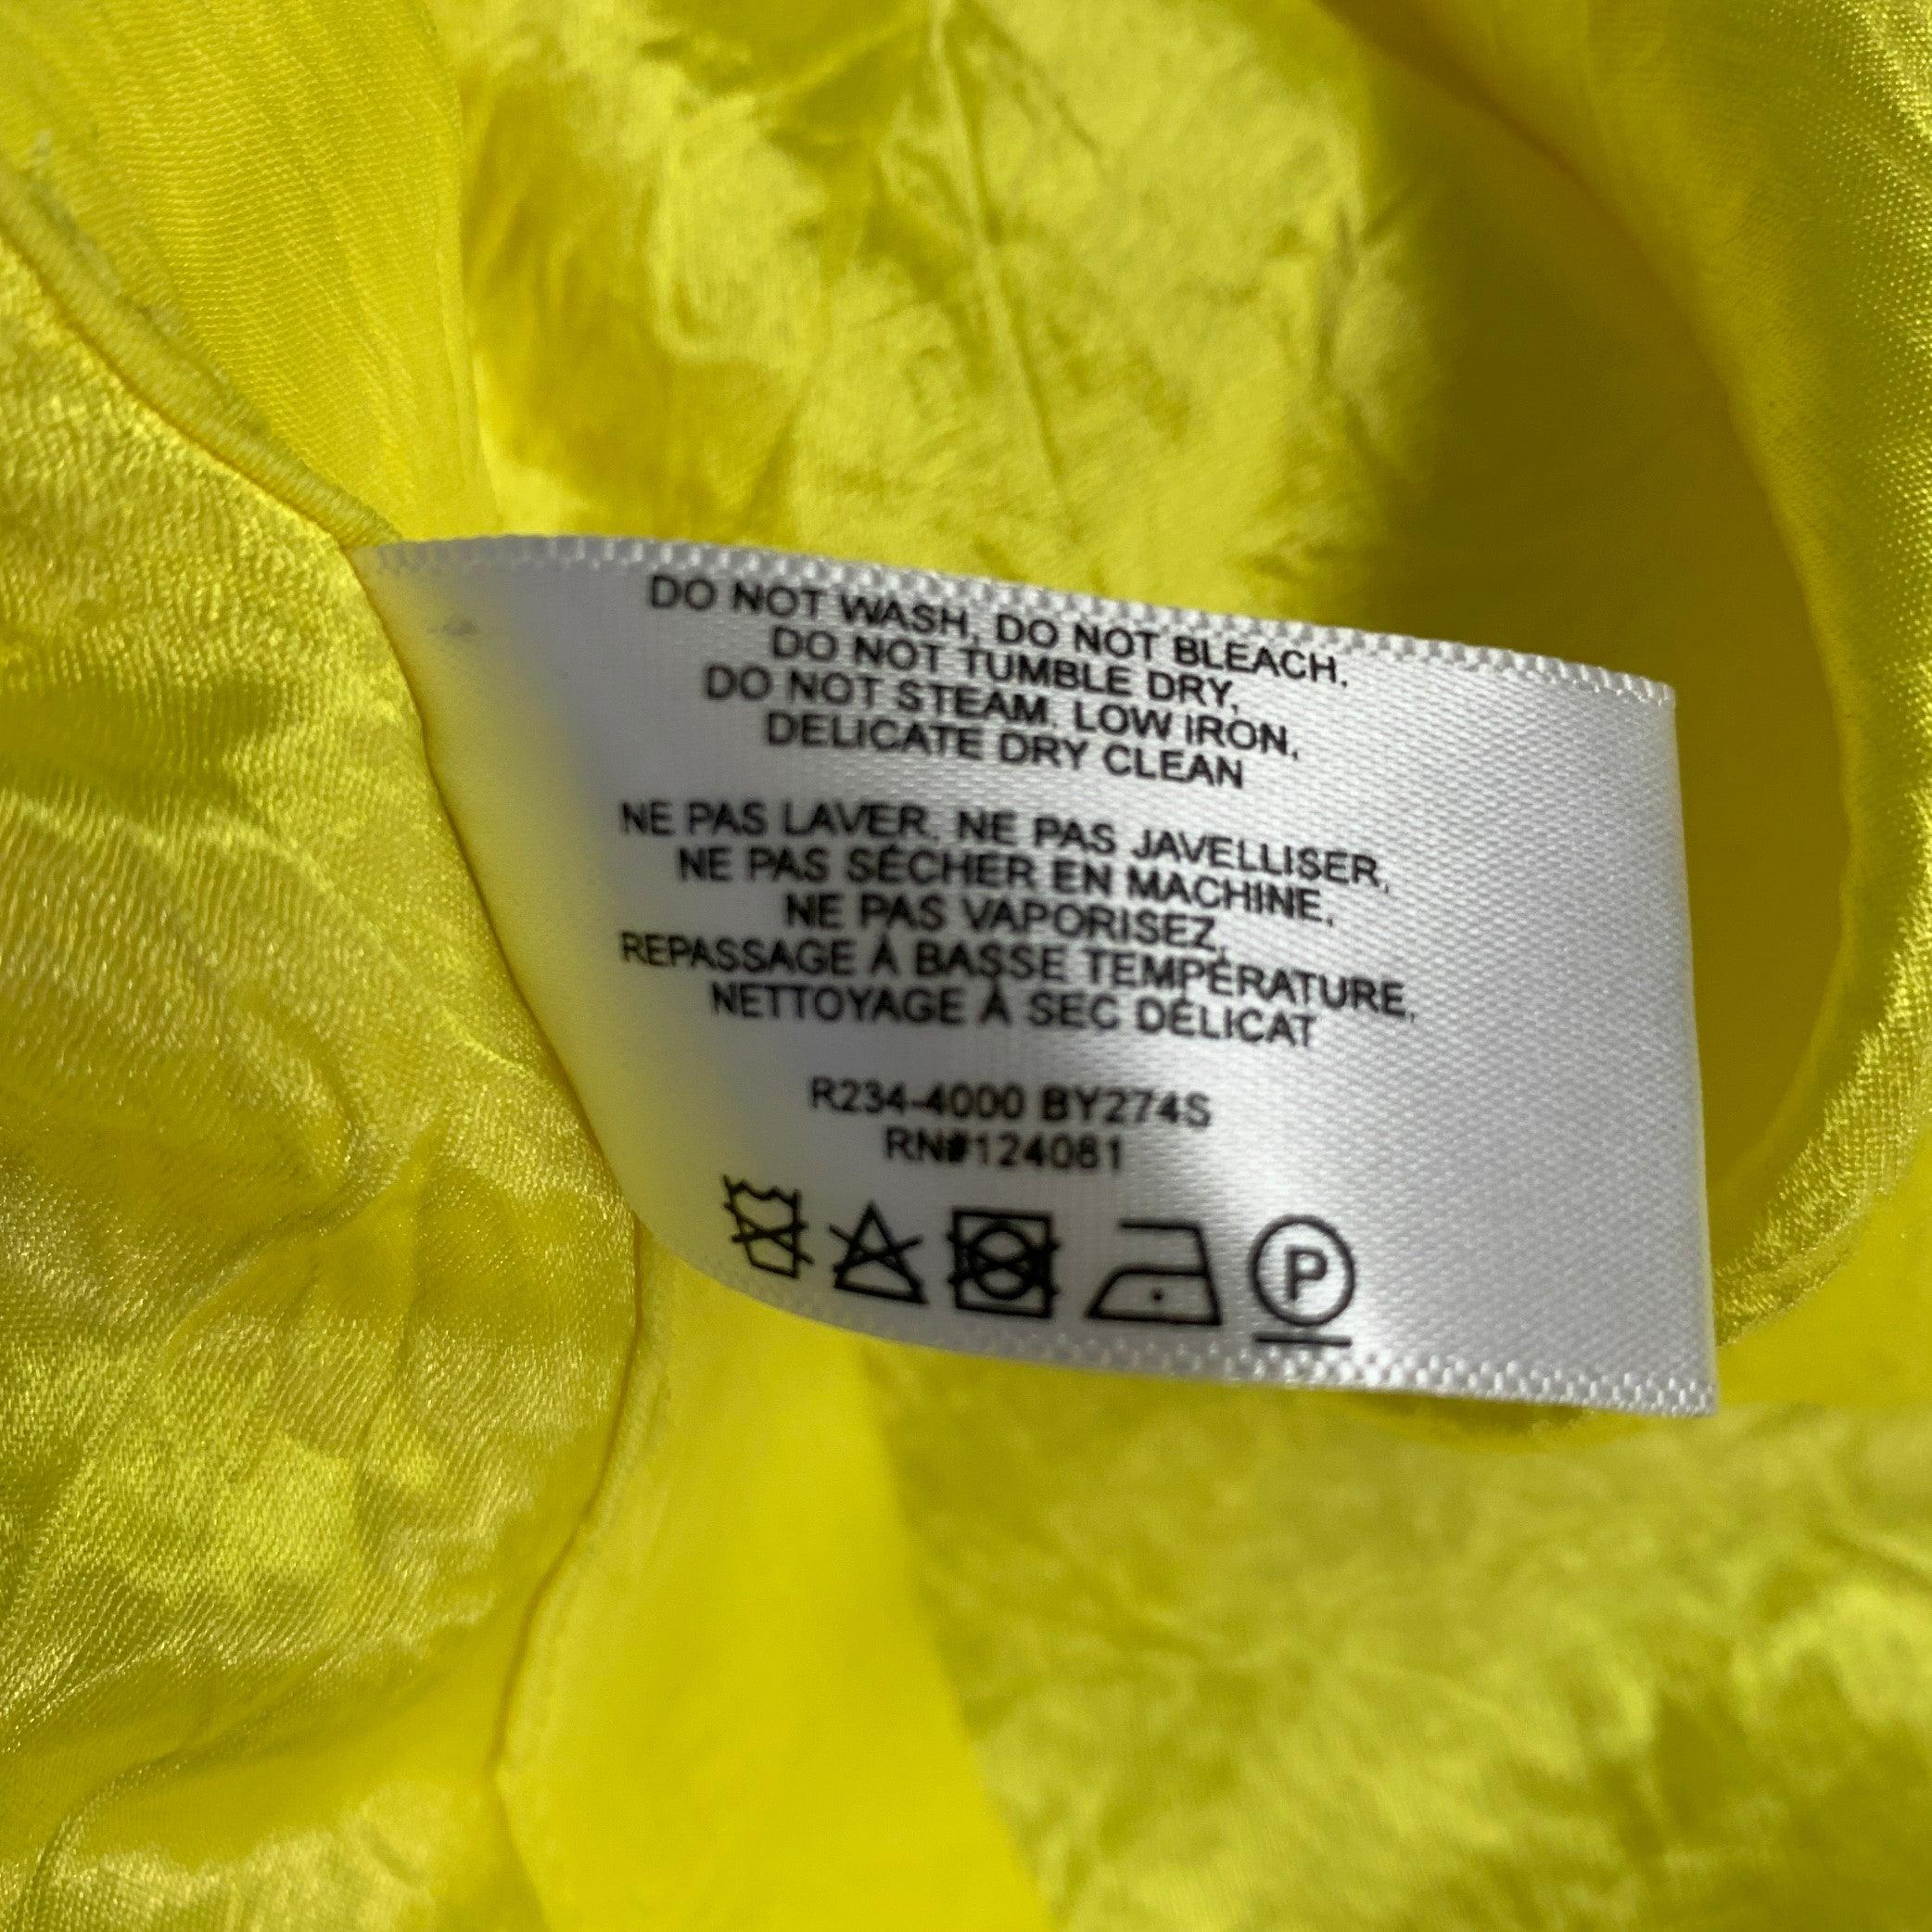 DO NOT WASH, DO NOT BLEACH.
DO NOT TUMBLE DRY,
DO NOT STEAM. LOW IRON,
DELICATE DRY CLEAN
NE PAS LAVER, NE PAS JAVELLISER,
NE PAS SÉCHER EN MACHINE,
NE PAS VAPORISEZ,
REPASSAGE À BASSE TEMPÉRATURE,
NETTOYAGE À SEC DÉLICAT
R234-4000 BY274S
RN#124081
P